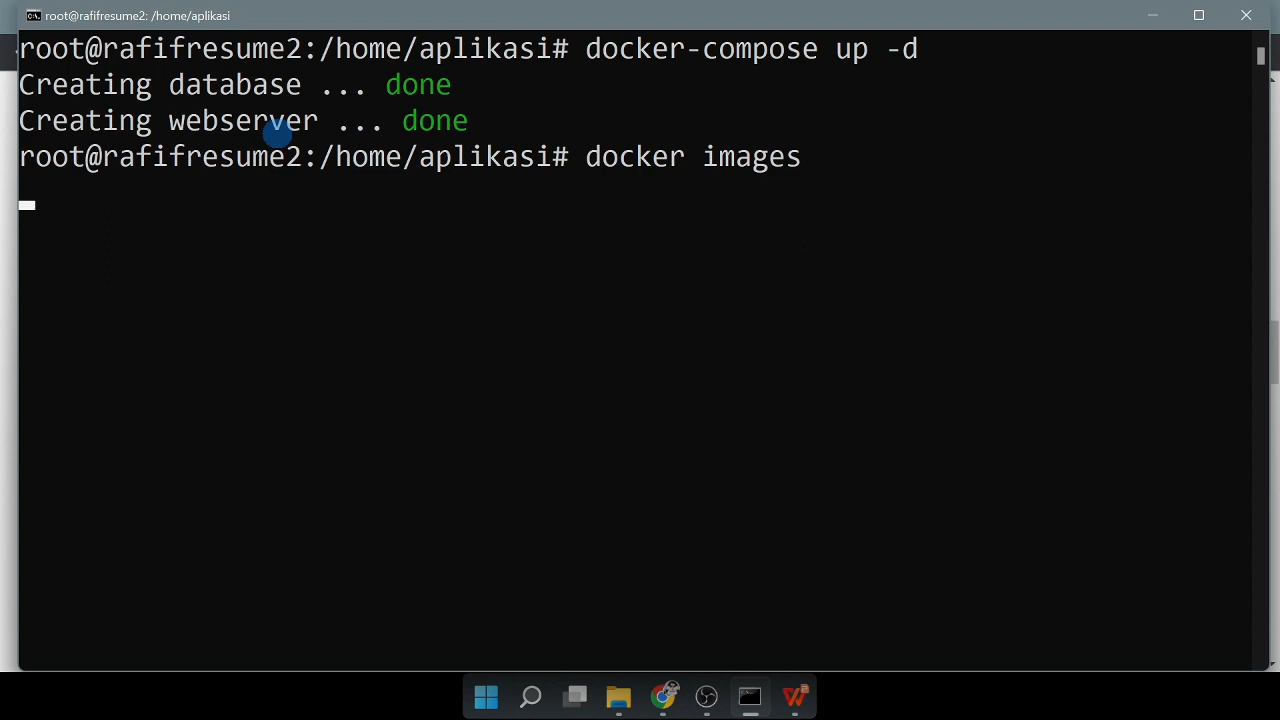 root@rafifresume2: /home/aplikasi
root@rafifresume2:/home/aplikasi# docker-compose up -d
Creating database ... done
Creating webserver ... done
root@rafifresume2:/home/aplikasi# docker images